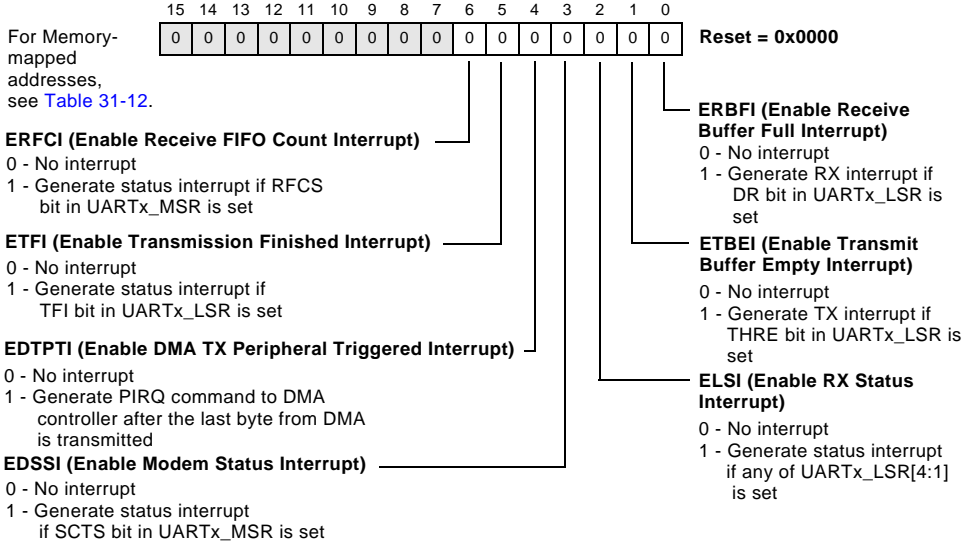 15 14 13 12 11 10 9 8 7 6 5 4 3 2 1 0
0 0 0 0 0 0 0 0 0 0 0 0 0 0 0 0
Reset = 0x0000
For Memory-
mapped
addresses,
see Table 31-12.
ERFCI (Enable Receive FIFO Count Interrupt)
0 - No interrupt
1 - Generate status interrupt if RFCS
bit in UARTx_MSR is set
ETFI (Enable Transmission Finished Interrupt)
0 - No interrupt
1 - Generate status interrupt if
TFI bit in UARTx_LSR is set
EDTPTI (Enable DMA TX Peripheral Triggered Interrupt)
0 - No interrupt
1 - Generate PIRQ command to DMA
controller after the last byte from DMA
is transmitted
EDSSI (Enable Modem Status Interrupt)
0 - No interrupt
1 - Generate status interrupt
if SCTS bit in UARTx_MSR is set
ERBFI (Enable Receive
Buffer Full Interrupt)
0 - No interrupt
1 - Generate RX interrupt if
DR bit in UARTx_LSR is
set
ETBEI (Enable Transmit
Buffer Empty Interrupt)
0 - No interrupt
1 - Generate TX interrupt if
THRE bit in UARTx_LSR is
set
ELSI (Enable RX Status
Interrupt)
0 - No interrupt
1 - Generate status interrupt
if any of UARTx_LSR[4:1]
is set